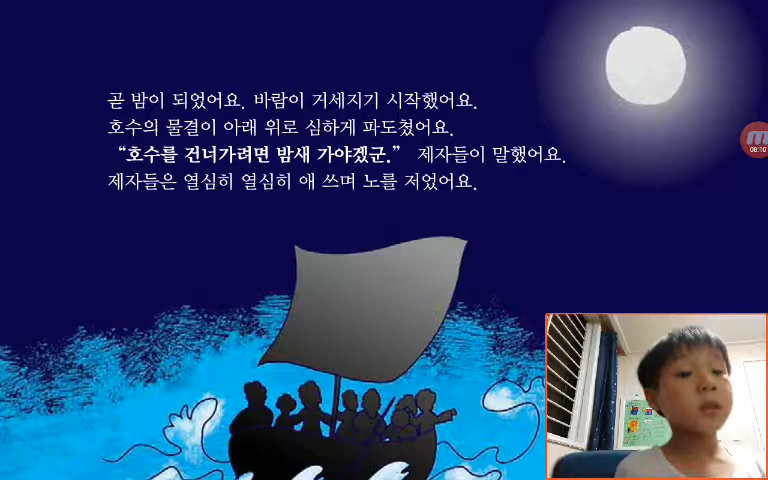 곧 밤이 되었어요. 바람이 거세지기 시작했어요.
호수의 물결이 아래 위로 심하게 파도쳤어요.
“호수를 건너가려면 밤새 가야겠군.” 제자들이 말했어요.
제자들은 열심히 열심히 애 쓰며 노를 저었어요.
08:10